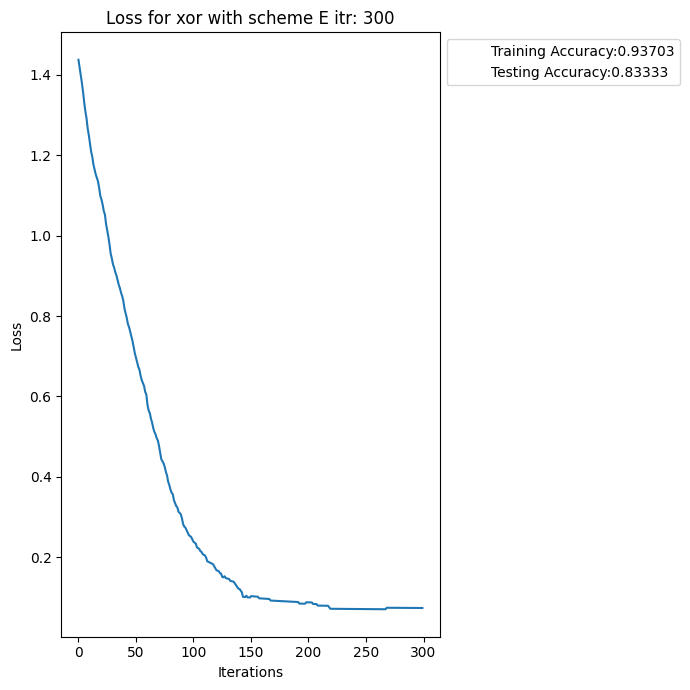 Loss for xor with scheme E itr: 300
Training Accuracy:0.93703
Testing Accuracy:0.83333
1.4
1.2
1.0
0.8
0.6
0.4
0.2
Loss
0 50 100 150 200 250 300
Iterations